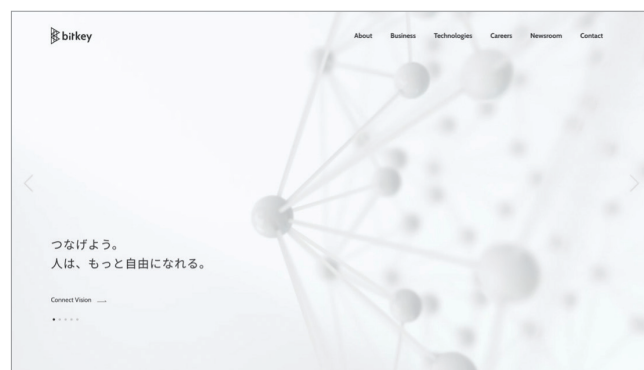 bitkey
About Business Technologies Careers Newsroom Contact
つなげよう。
人は、もっと自由になれる。
Connect Vision